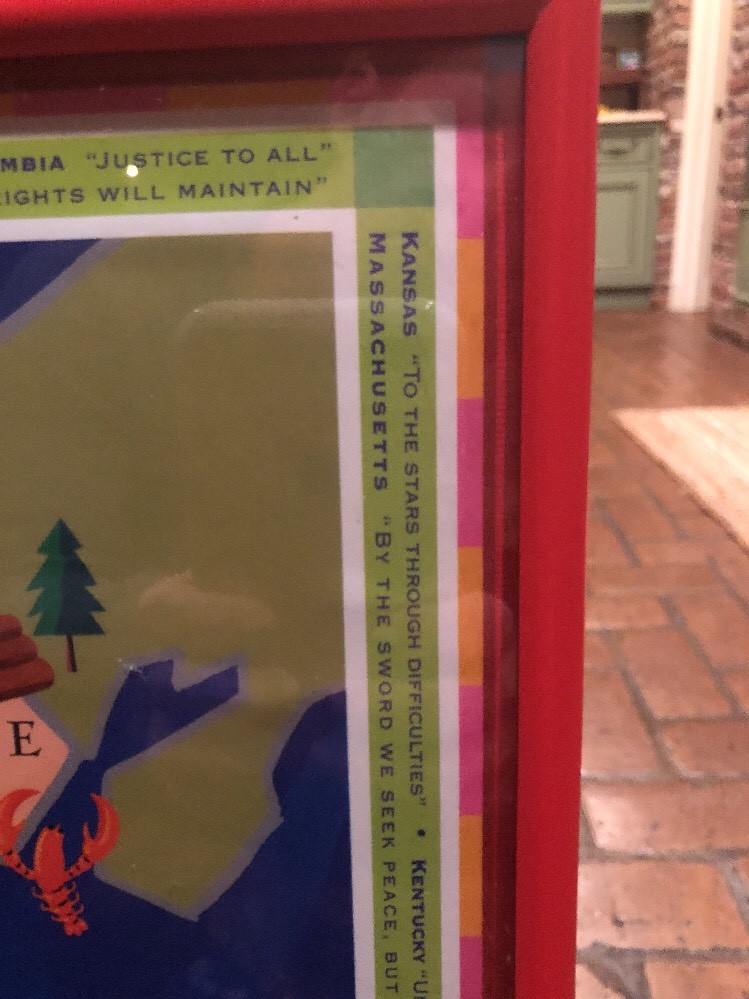 MBIA "JUSTICE TO ALL"
IGHTS WILL MAINTAIN"
KANSAS "TO THE STARS THROUGH DIFFICULTIES" • KENTUCKY "U
MASSACHUSETTS "BY THE SWORD WE SEEK PEACE, BUT
E